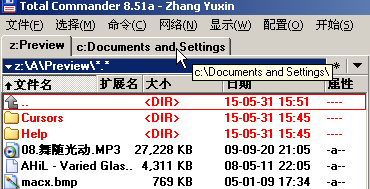 Total Commander 8.51a - Zhang Yuxin
文件(F) 选择(M) 命令(C) 网络(N) 显示(W) 配置(O) 开始(S)
z:Preview c:Documents and Settings
z:\A\Preview\*.* *
c:\Documents and Settings\
文件名 扩展名 大小 日期 属性
.. <DIR> 15-05-31 15:51 ----
Cursors <DIR> 15-05-31 15:45 ----
Help <DIR> 15-05-31 15:45 ----
08.舞随光动.MP3 27,228 KB 09-09-20 21:05 -a--
AHiL - Varied Glas.. 4,311 KB 08-05-11 22:05 -a--
macx.bmp 769 KB 05-01-09 17:34 -a--